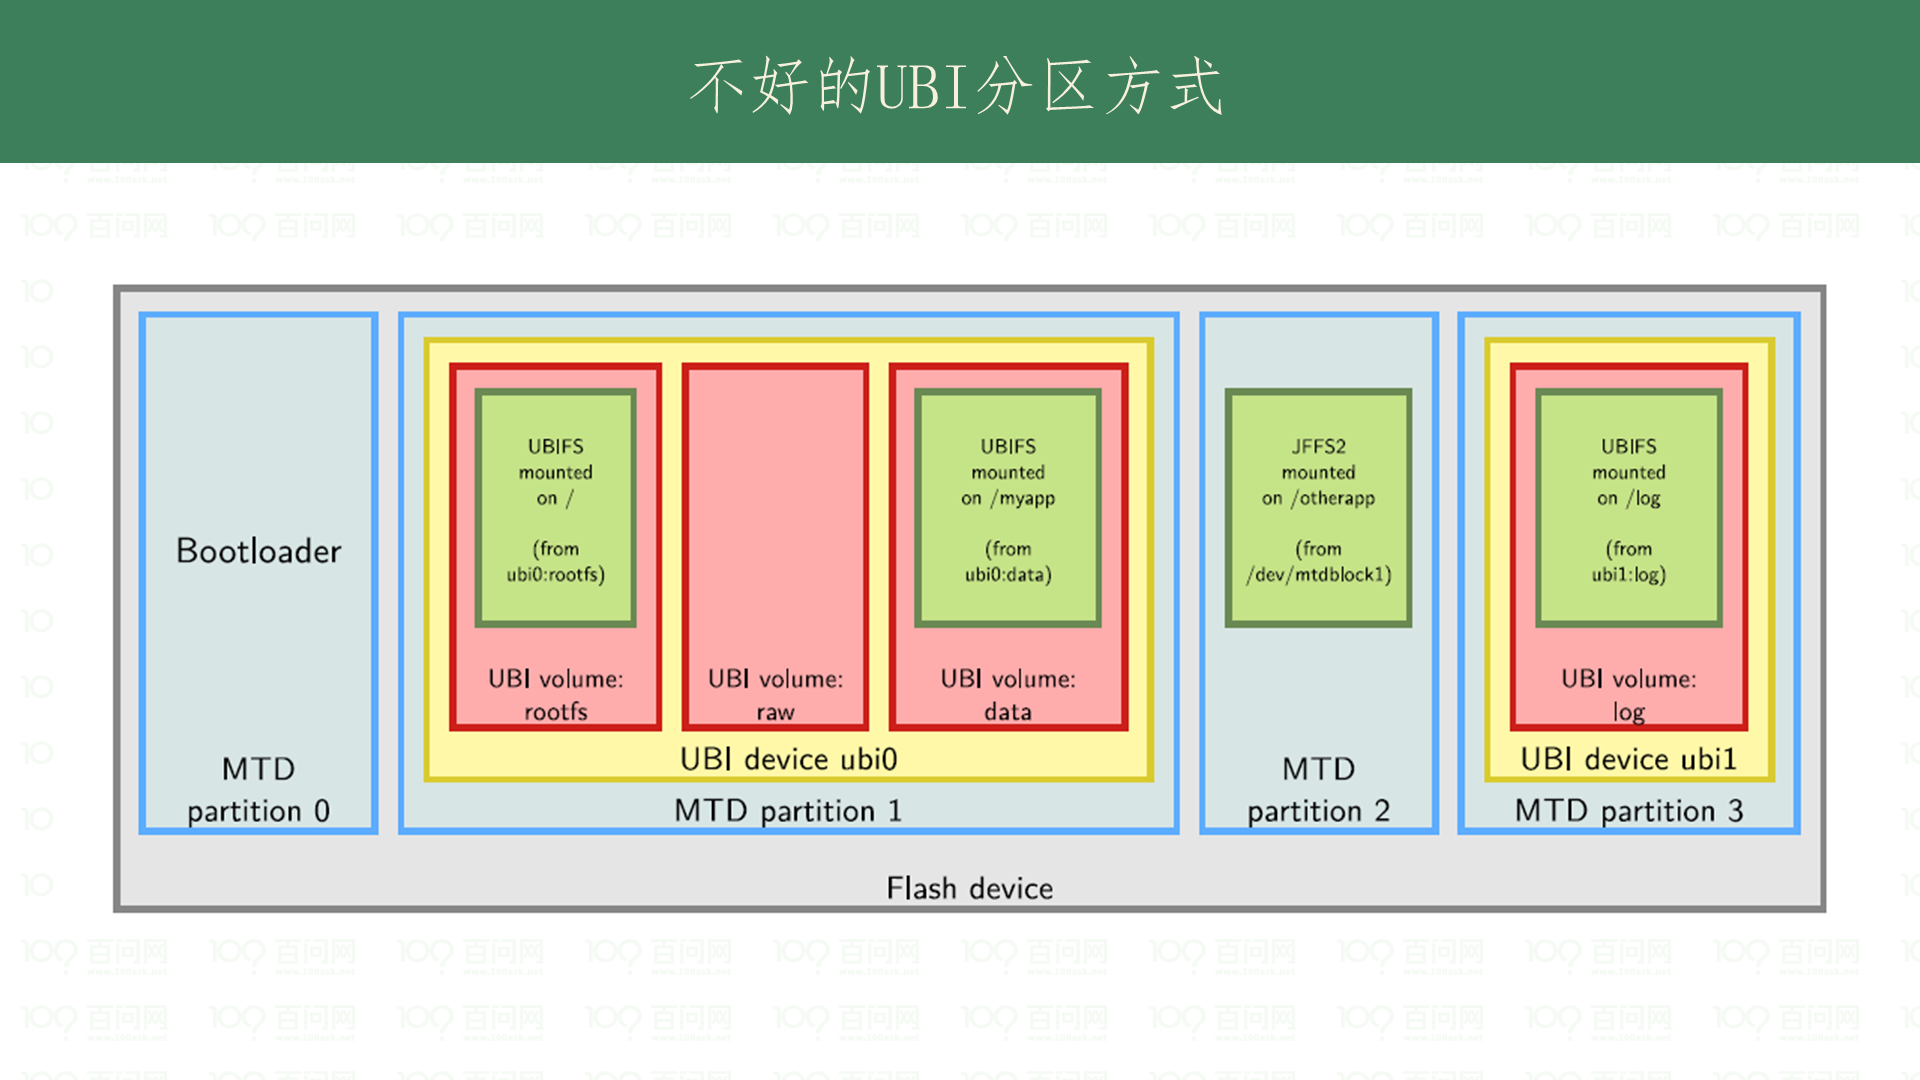 不好的UBI分区方式
Bootloader
MTD
partition 0
UBIFS
mounted
on /
(from
ubi0:rootfs)
UBI volume:
rootfs
UBI volume:
raw
UBIFS
mounted
on /myapp
(from
ubi0:data)
UBI volume:
data
UBI device ubi0
MTD partition 1
JFFS2
mounted
on /otherapp
(from
/dev/mtdblock1)
MTD
partition 2
UBIFS
mounted
on /log
(from
ubi1:log)
UBI volume:
log
UBI device ubi1
MTD partition 3
Flash device
百问网